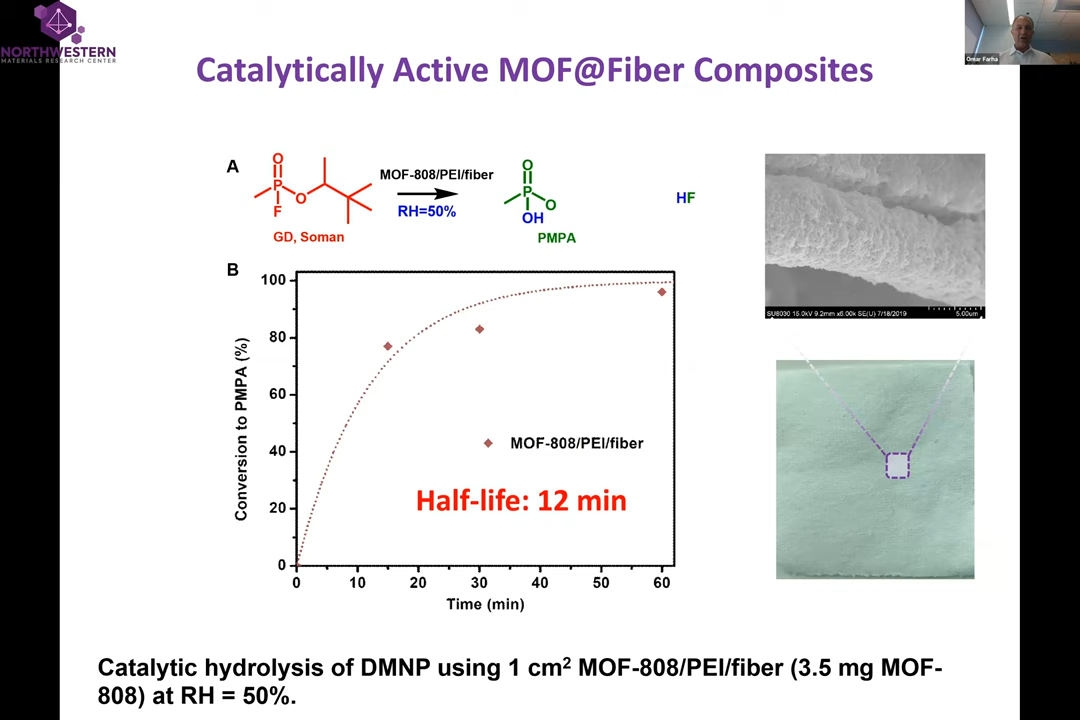 NORTHWESTERN
MATERIALS RESEARCH CENTER
Omar Farha
Catalytically Active MOF@Fiber Composites
A
O
P
O
F
GD, Soman
MOF-808/PEI/fiber
RH=50%
O
P
O
OH
PMPA
HF
SU8030 15.0kV 9.2mm x6.00k SE(U) 7/18/2019 5.00um
B
Conversion to PMPA (%)
100
80
60
40
20
0
MOF-808/PEI/fiber
Half-life: 12 min
0 10 20 30 40 50 60
Time (min)
Catalytic hydrolysis of DMNP using 1 cm² MOF-808/PEI/fiber (3.5 mg MOF-
808) at RH = 50%.